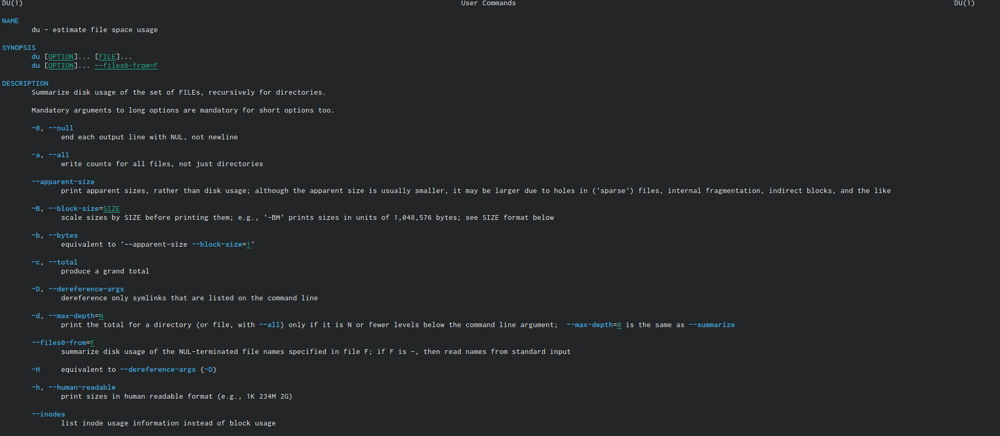 DU(1) User Commands DU(1)
NAME
du - estimate file space usage
SYNOPSIS
du [OPTION]... [FILE]...
du [OPTION]... --files0-from=F
DESCRIPTION
Summarize disk usage of the set of FILEs, recursively for directories.
Mandatory arguments to long options are mandatory for short options too.
-0, --null
end each output line with NUL, not newline
-a, --all
write counts for all files, not just directories
--apparent-size
print apparent sizes, rather than disk usage; although the apparent size is usually smaller, it may be larger due to holes in ('sparse') files, internal fragmentation, indirect blocks, and the like
-B, --block-size=SIZE
scale sizes by SIZE before printing them; e.g., '-BM' prints sizes in units of 1,048,576 bytes; see SIZE format below
-b, --bytes
equivalent to '--apparent-size --block-size=1'
-c, --total
produce a grand total
-D, --dereference-args
dereference only symlinks that are listed on the command line
-d, --max-depth=N
print the total for a directory (or file, with --all) only if it is N or fewer levels below the command line argument;  --max-depth=0 is the same as --summarize
--files0-from=F
summarize disk usage of the NUL-terminated file names specified in file F; if F is -, then read names from standard input
-H equivalent to --dereference-args (-D)
-h, --human-readable
print sizes in human readable format (e.g., 1K 234M 2G)
--inodes
list inode usage information instead of block usage